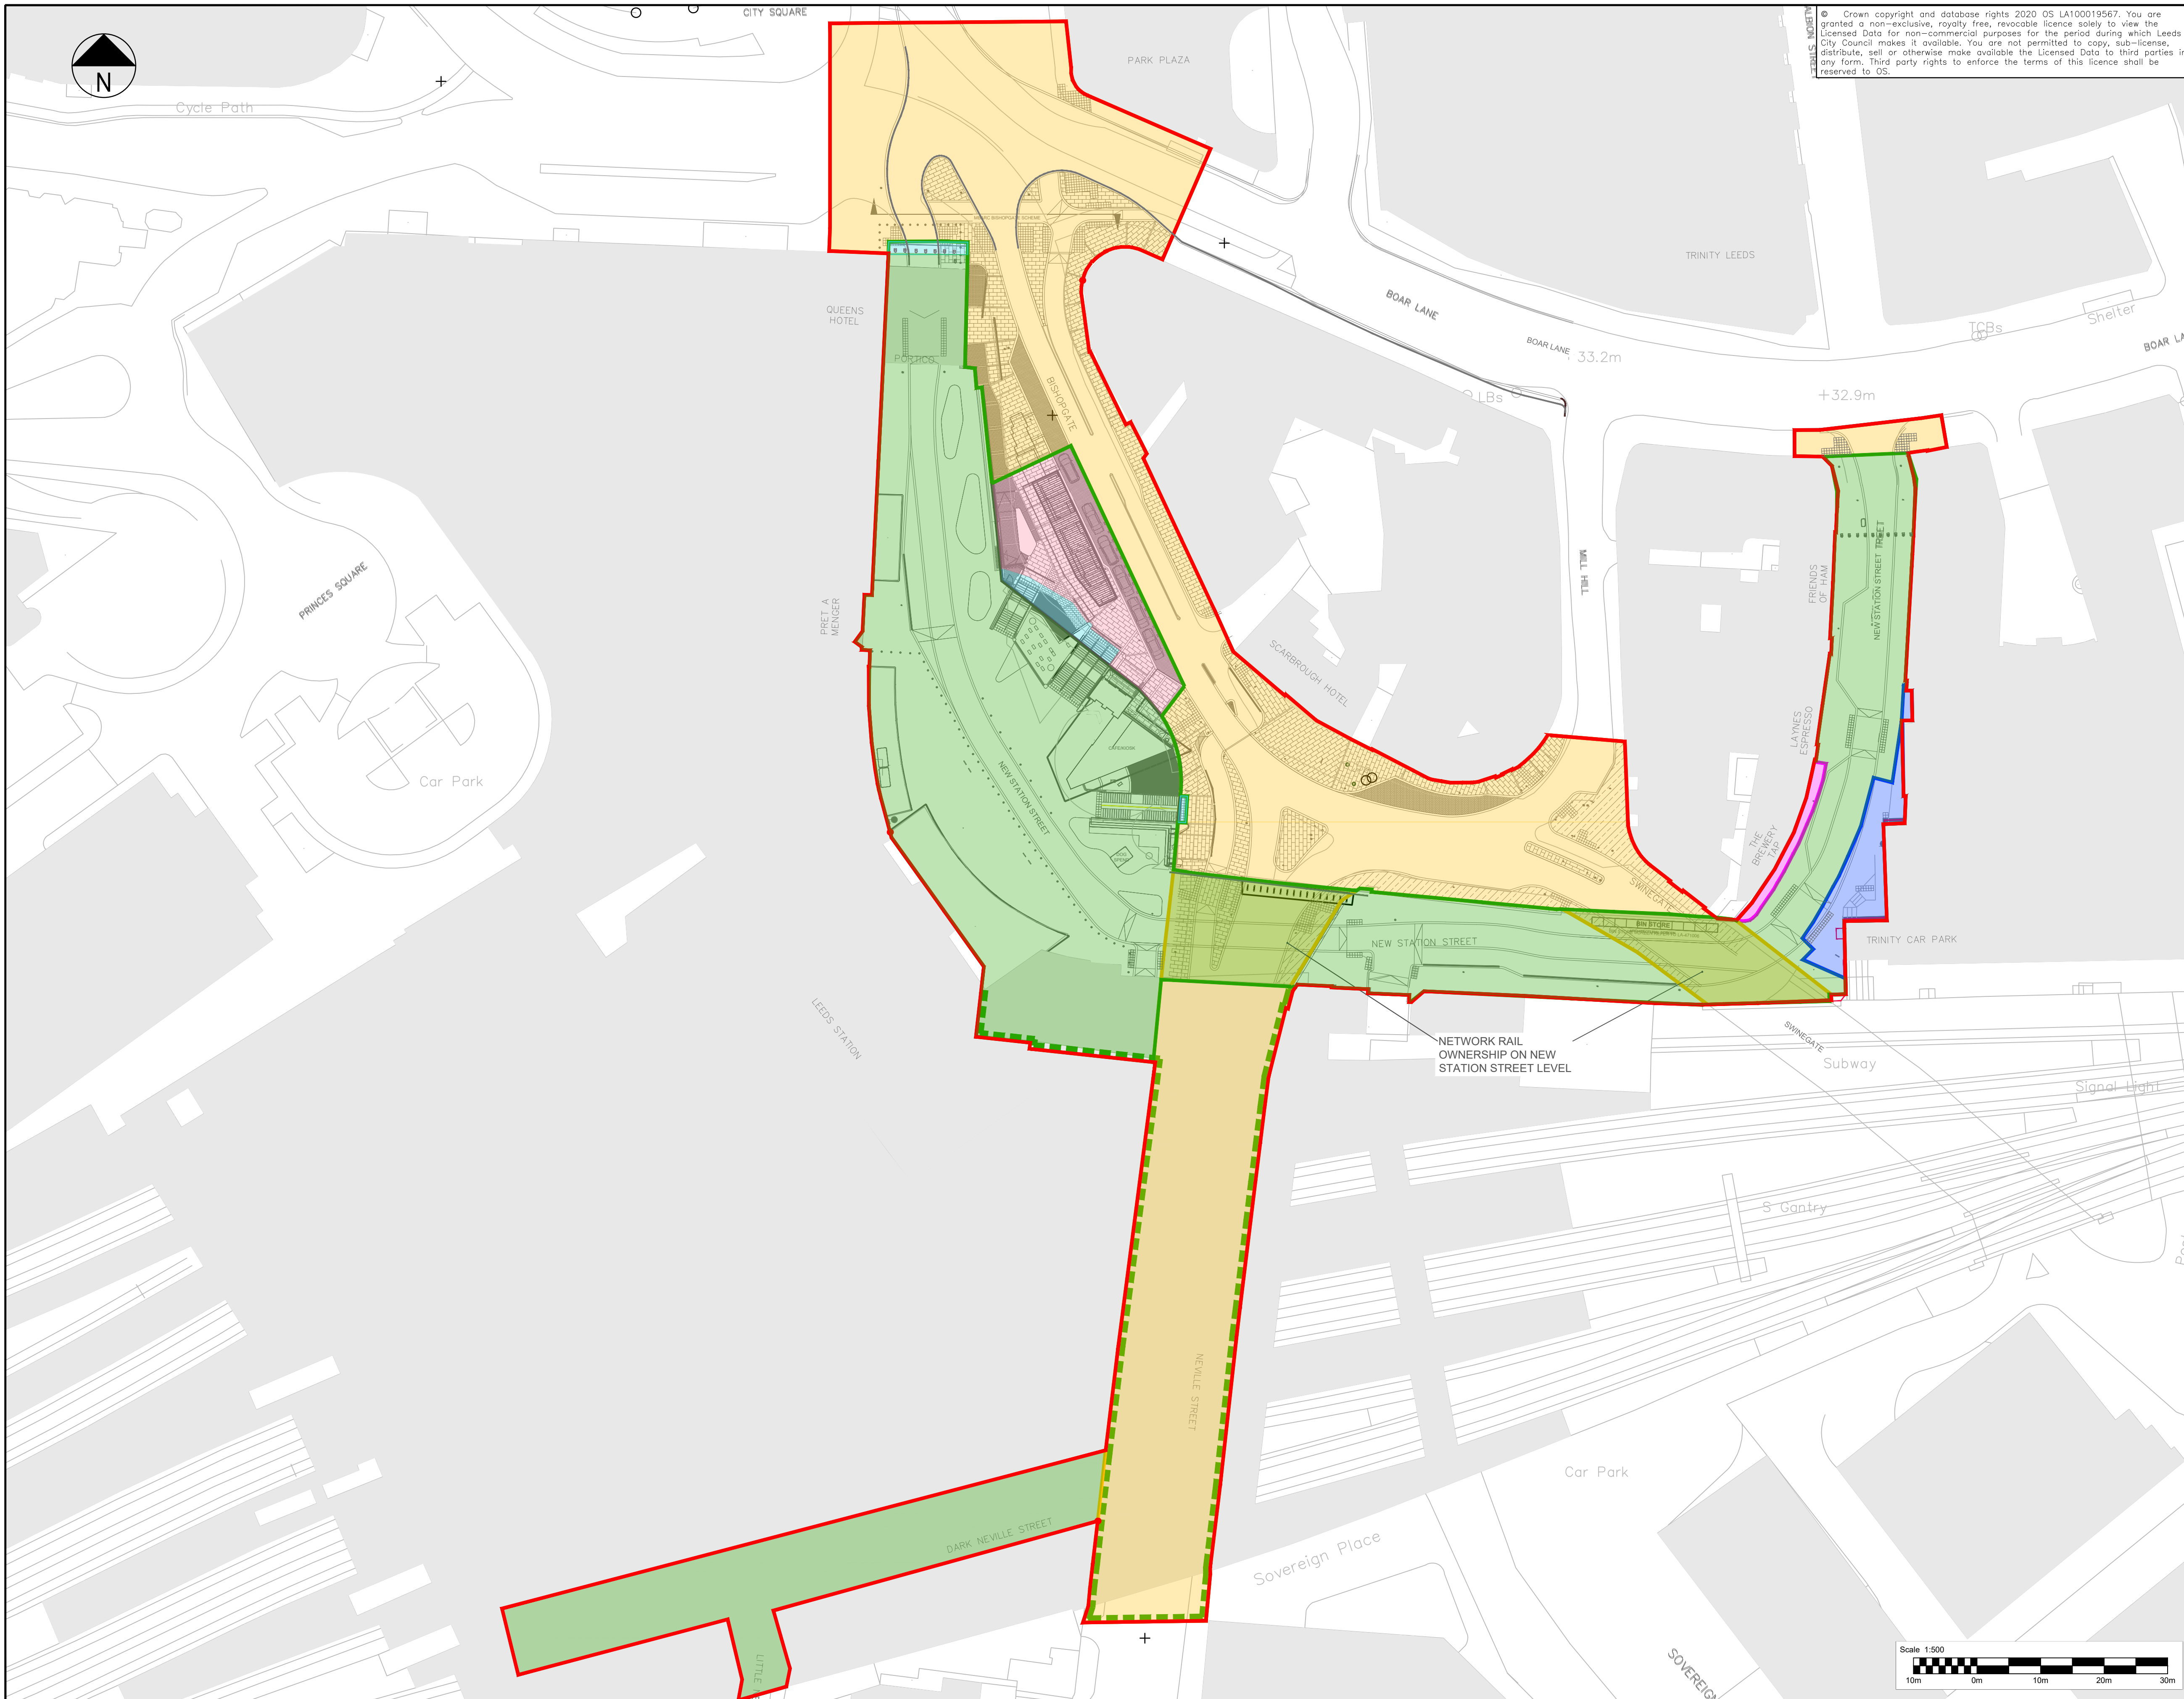 CITY SQUARE
© Crown copyright and database rights 2020 OS LA100019567. You are
granted a non-exclusive, royalty free, revocable licence solely to view the
Licensed Data for non-commercial purposes for the period during which Leeds
City Council makes it available. You are not permitted to copy, sub-license,
distribute, sell or otherwise make available the Licensed Data to third parties in
any form. Third party rights to enforce the terms of this licence shall be
reserved to OS.
N
Cycle Path
PARK PLAZA
BISHOPGATE SCHEME
TRINITY LEEDS
QUEENS
HOTEL
PORTICO
BOAR LANE
BOAR LANE
33.2m
TCBs
Shelter
BOAR
+32.9m
LBs
BISHOPGATE
MILL HILL
FRIENDS
OF HAM
NEW STATION STREET
PRINCES SQUARE
PRET A
MENGER
SCARBROUGH HOTEL
LAYNES
ESPRESSO
Car Park
NEW STATION STREET
THE
BREWERY
TAP
SWINEGATE
BIN STORE
NEW STATION STREET
TRINITY CAR PARK
LEEDS STATION
NETWORK RAIL
OWNERSHIP ON NEW
STATION STREET LEVEL
SWINEGATE
Subway
Signal Light
S Gantry
NEVILLE STREET
Car Park
DARK NEVILLE STREET
Sovereign Place
LITTLE
SOVEREIGN
Scale 1:500
10m 0m 10m 20m 30m